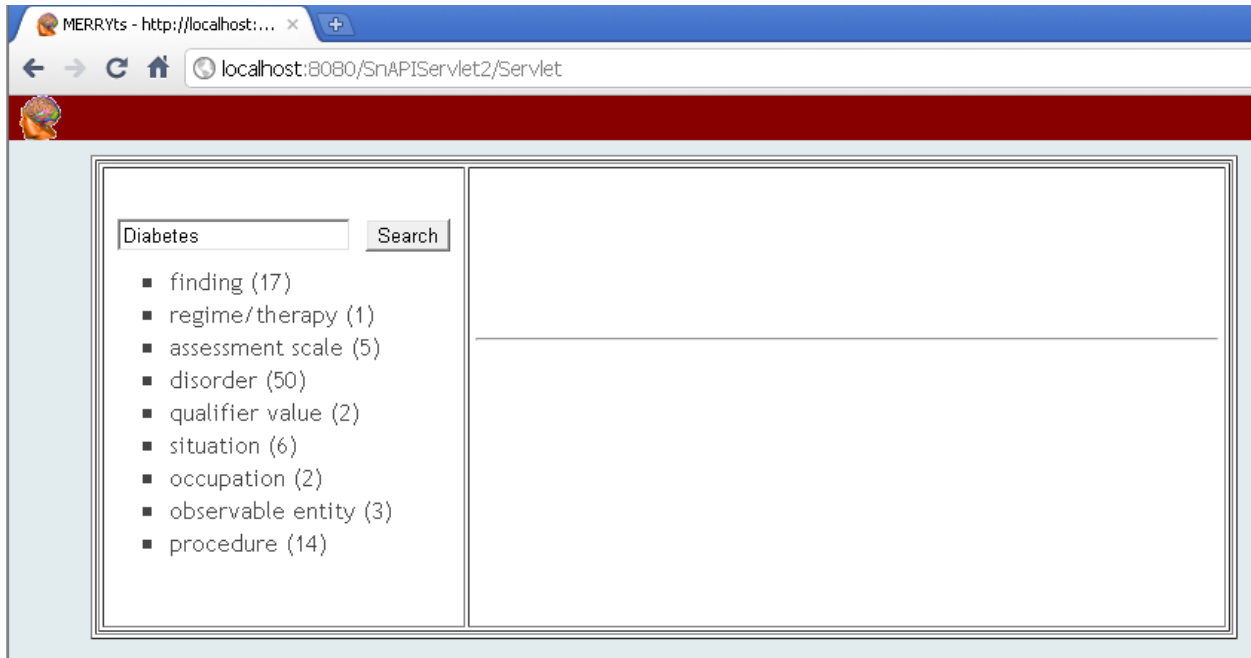 MERRYts - http://localhost:...
localhost:8080/SnAPIServlet2/Servlet
Diabetes Search
finding (17)
regime/therapy (1)
assessment scale (5)
disorder (50)
qualifier value (2)
situation (6)
occupation (2)
observable entity (3)
procedure (14)